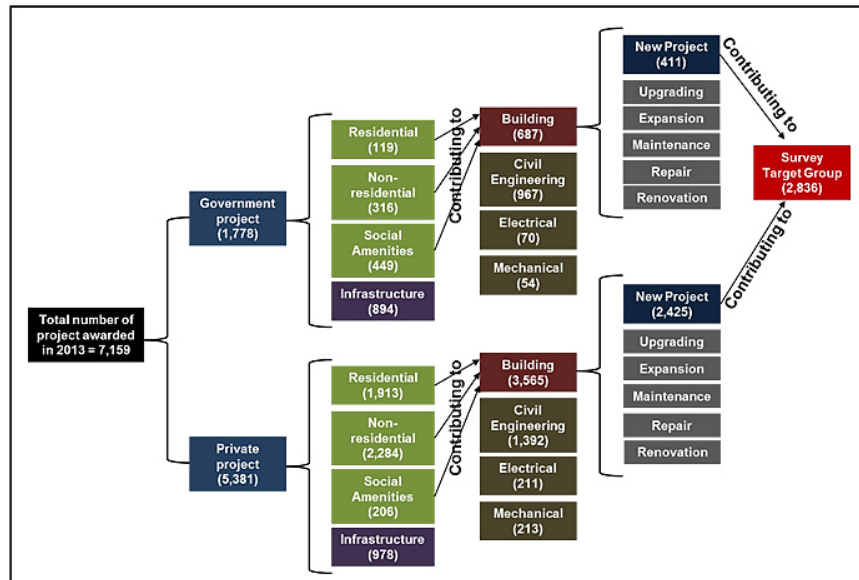 Total number of
project awarded
in 2013 = 7,159
Government
project
(1,778)
Residential
(119)
Non-
residential
(316)
Social
Amenities
(449)
Infrastructure
(894)
Contributing to
Building
(687)
Civil
Engineering
(967)
Electrical
(70)
Mechanical
(54)
New Project
(411)
Upgrading
Expansion
Maintenance
Repair
Renovation
Contributing to
Survey
Target Group
(2,836)
Contributing to
Private
project
(5,381)
Residential
(1,913)
Non-
residential
(2,284)
Social
Amenities
(206)
Infrastructure
(978)
Contributing to
Building
(3,565)
Civil
Engineering
(1,392)
Electrical
(211)
Mechanical
(213)
New Project
(2,425)
Upgrading
Expansion
Maintenance
Repair
Renovation